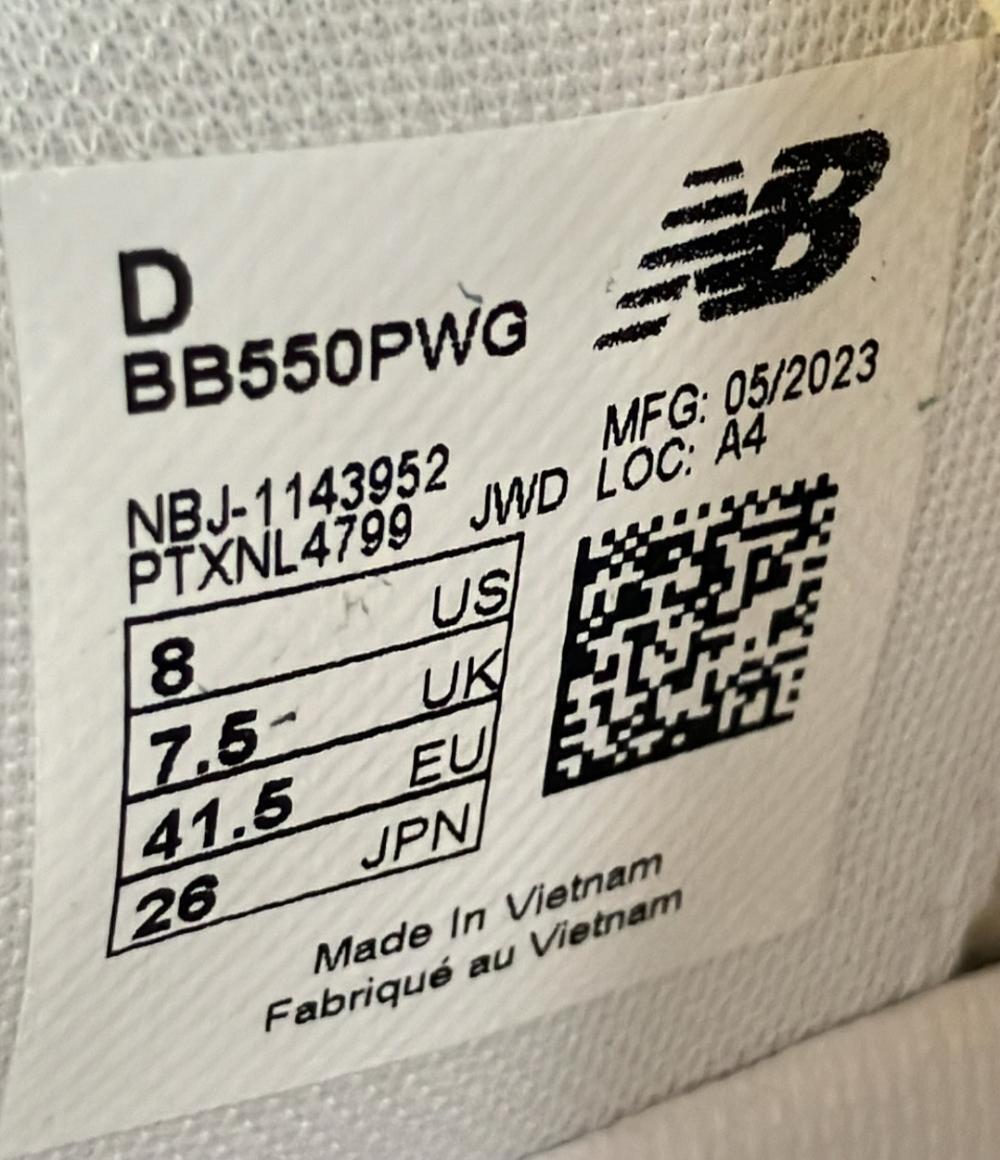 NB
D
BB550PWG
MFG: 05/2023
NBJ-1143952 JWD LOC: A4
PTXNL4799
8 US
7.5 UK
41.5 EU
26 JPN
Made In Vietnam
Fabriqué au Vietnam